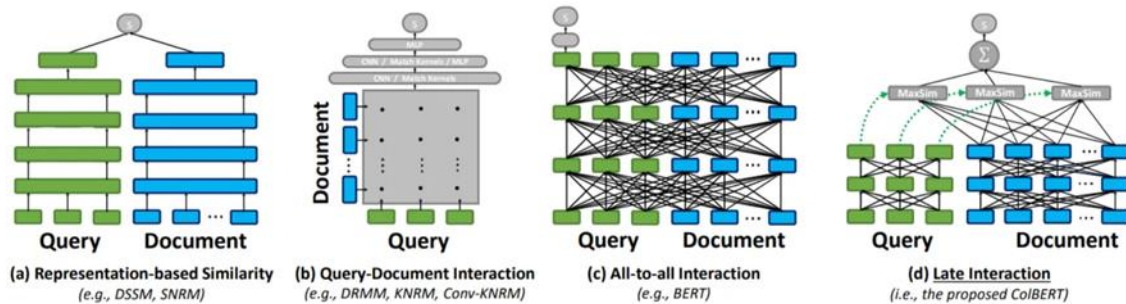 S
Query
Document
(a) Representation-based Similarity
(e.g., DSSM, SNRM)
S
MLP
CNN / Match Kernels / MLP
CNN / Match Kernels
Document
Query
(b) Query-Document Interaction
(e.g., DRMM, KNRM, Conv-KNRM)
S
Query
Document
(c) All-to-all Interaction
(e.g., BERT)
S
Σ
MaxSim
MaxSim
MaxSim
Query
Document
(d) Late Interaction
(i.e., the proposed ColBERT)